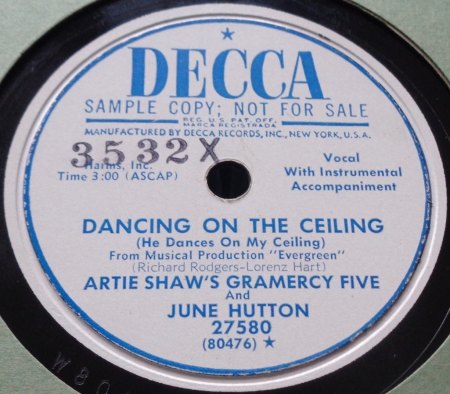 DECCA
SAMPLE COPY; NOT FOR SALE
REG. U.S. PAT. OFF.
MARCA REGISTRADA
MANUFACTURED BY DECCA RECORDS, INC., NEW YORK, U.S.A.
3532X
Harms, Inc.
Time 3:00 (ASCAP)
Vocal
With Instrumental
Accompaniment
DANCING ON THE CEILING
(He Dances On My Ceiling)
From Musical Production "Evergreen"
(Richard Rodgers-Lorenz Hart)
ARTIE SHAW'S GRAMERCY FIVE
And
JUNE HUTTON
27580
(80476) ★